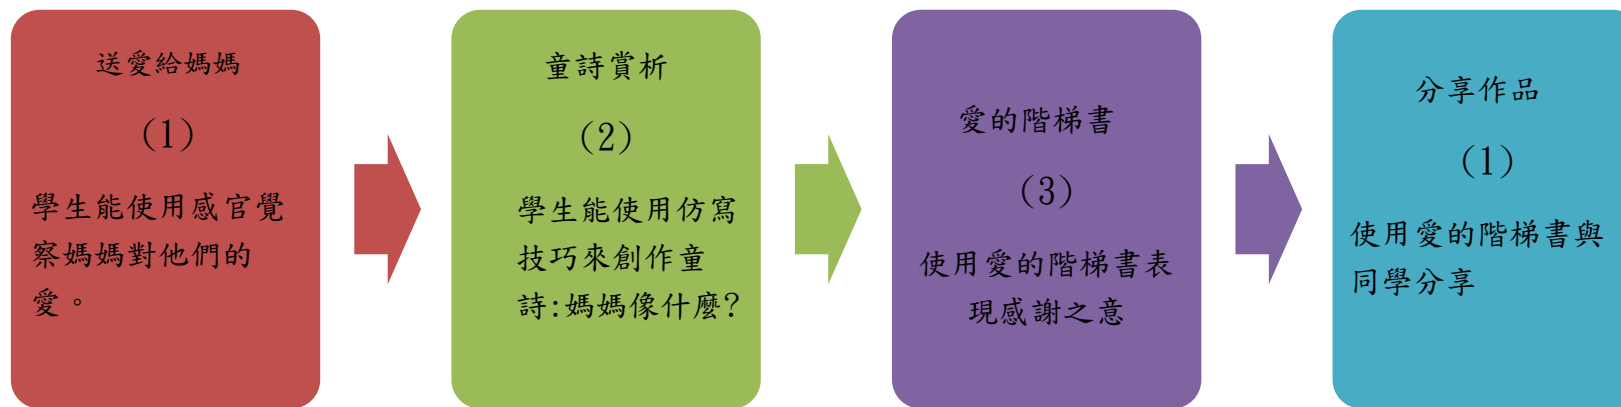 送愛給媽媽
(1)
學生能使用感官覺
察媽媽對他們的
愛。
童詩賞析
(2)
學生能使用仿寫
技巧來創作童
詩:媽媽像什麼?
愛的階梯書
(3)
使用愛的階梯書表
現感謝之意
分享作品
(1)
使用愛的階梯書與
同學分享